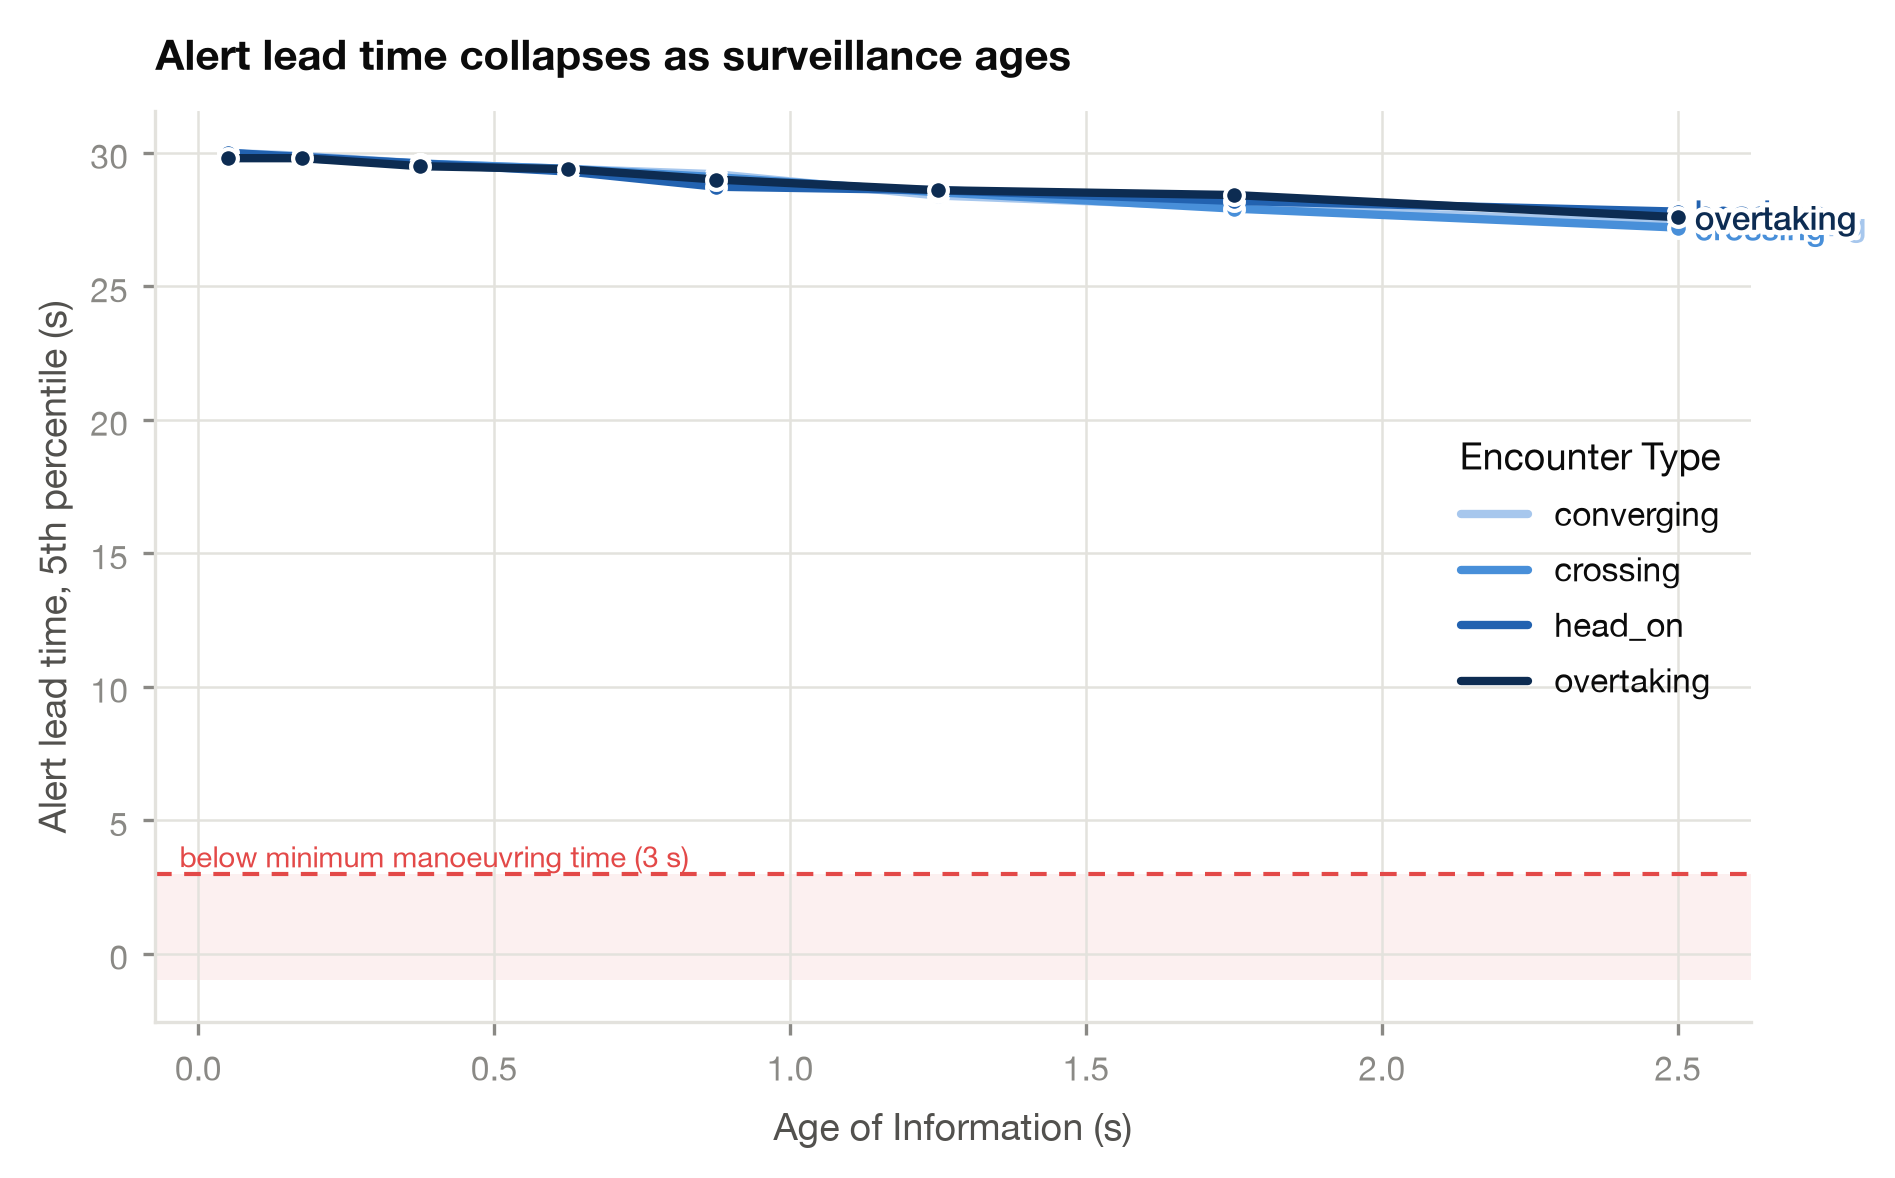 Alert lead time collapses as surveillance ages
Alert lead time, 5th percentile (s)
30
25
20
15
10
5
0
overtaking
crossing
Encounter Type
converging
crossing
head_on
overtaking
below minimum manoeuvring time (3 s)
0.0
0.5
1.0
1.5
2.0
2.5
Age of Information (s)